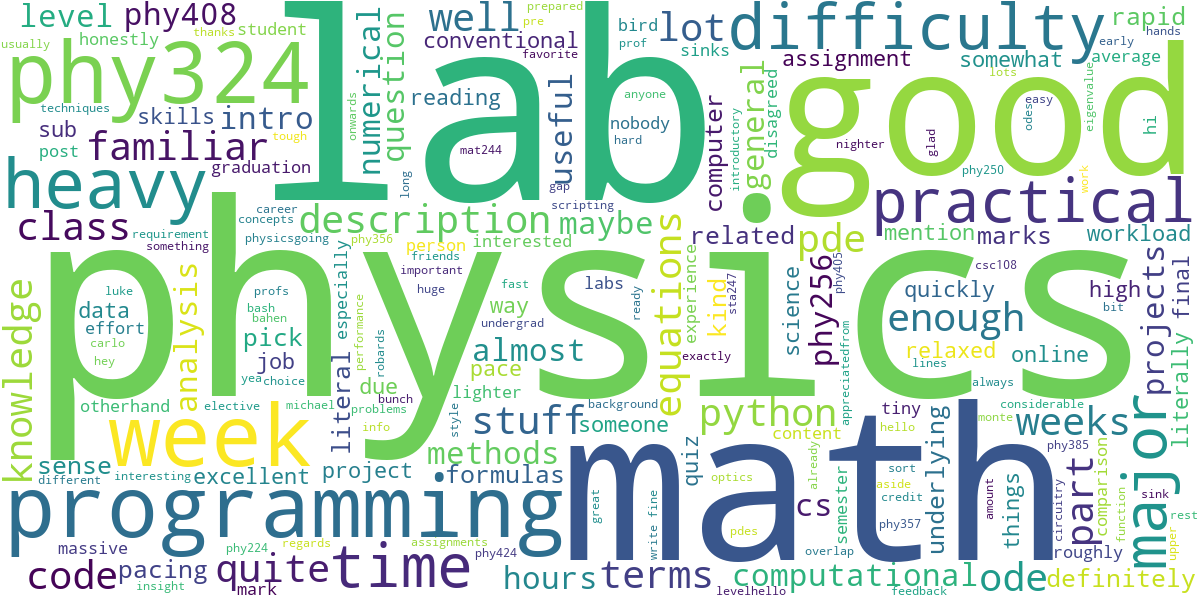 physics
lab
math
good
programming
phy324
heavy
week
difficulty
practical
major
time
stuff
quite
well
lot
level
phy408
usually
honestly
student
thanks
techniques
sub
post
skills
intro
familiar
graduation
tough
onwards
numerical
question
reading
conventional
favorite
prepared
pre
prof
sinks
bird
useful
nobody
anyone
hard
mat244
long
gap
scripting
computer
assignment
somewhat
early
average
rapid
hands
lots
general
disagreed
introductory
nighter
glad
easy
odes
eigenvalue
hi
phy250
work
class
career
concepts
requirement
something
physicsgoing
description
phy356
person
friends
important
huge
interested
maybe
equations
related
experience
pde
kind
sta247
exactly
undergrad
fast
ready
labs
way
science
phy256
phy405
mention
marks
workload
csc108
quickly
high
bit
enough
projects
final
literally
knowledge
luke
data
effort
carlo
hey
analysis
profs
bash
bahen
yea
choice
pick
job
especially
literal
performance
robards
due
bunch
almost
pace
lighter
relaxed
lines
online
always
otherhand
elective
michael
problems
info
background
style
someone
python
content
tiny
considerable
monte
hello
part
comparison
weeks
phy385
sense
different
interesting
excellent
project
methods
formulas
quiz
optics
already
cs
semester
sort
aside
credit
phy357
underlying
things
amount
circuitry
sink
rest
massive
phy224
regards
assignments
phy424
great
write fine
pdes
overlap
appreciatedfrom
function
upper
roughly
code
pacing
insight
mark
hours
terms
levelhello
computational
feedback
ode
definitely